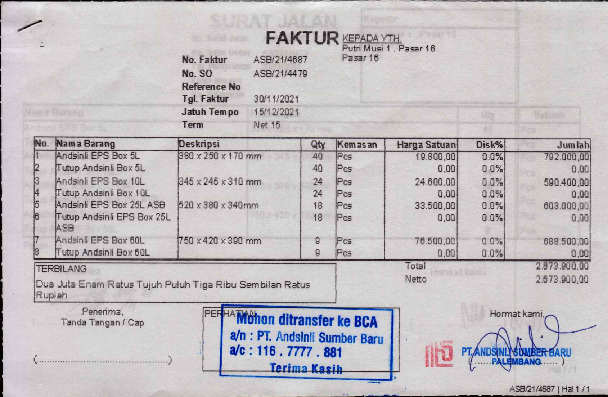 FAKTUR
KEPADA YTH.
Putri Musi 1, Pasar 16
Pasar 16
No. Faktur ASB/21/4687
No. SO ASB/21/4479
Reference No
Tgl. Faktur 30/11/2021
Jatuh Tempo 15/12/2021
Term Net 15
No. Nama Barang Deskripsi Qty Kemasan Harga Satuan Disk% Jumlah
1 Andsinli EPS Box 5L 380 x 250 x 170 mm 40 Pcs 19.800,00 0.0% 792.000,00
2 Tutup Andsinli Box 5L 40 Pcs 0,00 0.0% 0,00
3 Andsinli EPS Box 10L 345 x 245 x 310 mm 24 Pcs 24.600,00 0.0% 590.400,00
4 Tutup Andsinli Box 10L 24 Pcs 0,00 0.0% 0,00
5 Andsinli EPS Box 25L ASB 520 x 380 x 340mm 18 Pcs 33.500,00 0.0% 603.000,00
6 Tutup Andsinli EPS Box 25L 18 Pcs 0,00 0.0% 0,00
ASB
7 Andsinli EPS Box 60L 750 x 420 x 390 mm 9 Pcs 76.500,00 0.0% 688.500,00
8 Tutup Andsinli Box 60L 9 Pcs 0,00 0.0% 0,00
TERBILANG
Total 2.673.900,00
Netto 2.673.900,00
Dua Juta Enam Ratus Tujuh Puluh Tiga Ribu Sembilan Ratus
Rupiah
Penerima,
Tanda Tangan / Cap
PERHATIAN
Mohon ditransfer ke BCA
a/n : PT. Andsinli Sumber Baru
a/c : 116 . 7777 . 881
Terima Kasih
Hormat kami,
PT.ANDSINLI SUMBER BARU
PALEMBANG
ASB/21/4687 | Hal 1 / 1
SURAT JALAN